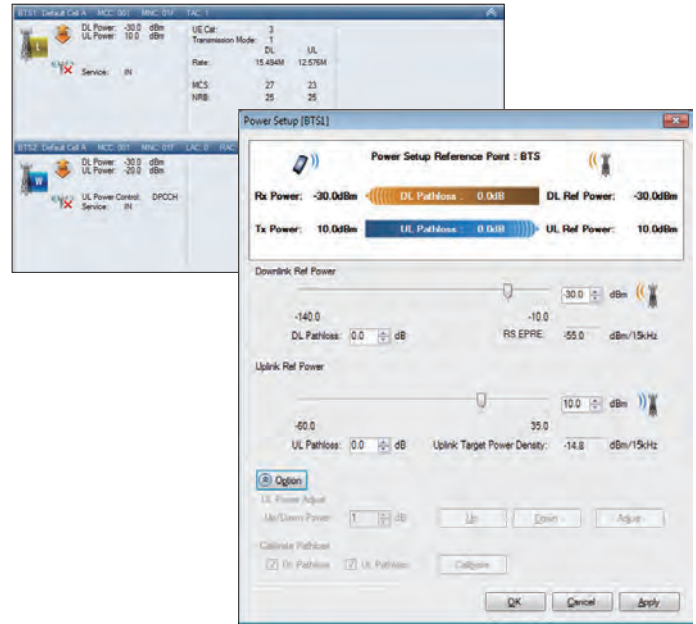 BTS1: Default Cell A MCC: 001 MNC: 01F TAC: 1
DL Power: -30.0 dBm
UL Power: 10.0 dBm
Service: IN
UE Cat: 3
Transmission Mode: 1
DL UL
Rate: 15.494M 12.576M
MCS: 27 23
NRB: 25 25
BTS2: Default Cell A MCC: 001 MNC: 01F LAC: 0 RAC
DL Power: -30.0 dBm
UL Power: -20.0 dBm
UL Power Control: DPCCH
Service: IN
L
W
Power Setup [BTS1]
Power Setup Reference Point : BTS
Rx Power: -30.0dBm DL Pathloss : 0.0dB DL Ref Power: -30.0dBm
Tx Power: 10.0dBm UL Pathloss : 0.0dB UL Ref Power: 10.0dBm
Downlink Ref Power
-30.0 dBm
-140.0 -10.0
DL Pathloss: 0.0 dB RS EPRE: -55.0 dBm/15kHz
Uplink Ref Power
10.0 dBm
-60.0 35.0
UL Pathloss: 0.0 dB Uplink Target Power Density: -14.8 dBm/15kHz
Option
UL Power Adjust
Up/Down Power: 1 dB Up Down Adjust
Calibrate Pathloss
DL Pathloss UL Pathloss Calibrate
OK Cancel Apply